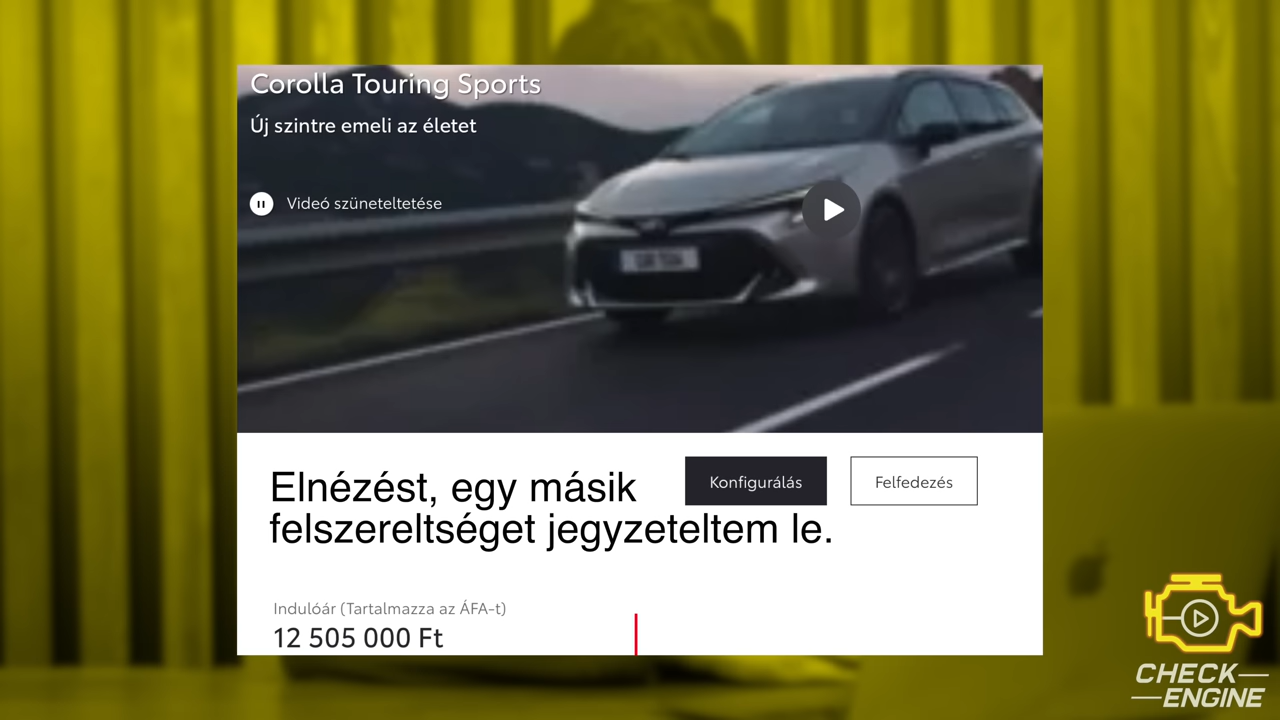 Corolla Touring Sports
Új szintre emeli az életet
Videó szüneteltetése
Elnézést, egy másik
felszereltséget jegyzeteltem le.
Konfigurálás
Felfedezés
Indulóár (Tartalmazza az ÁFA-t)
12 505 000 Ft
CHECK
ENGINE